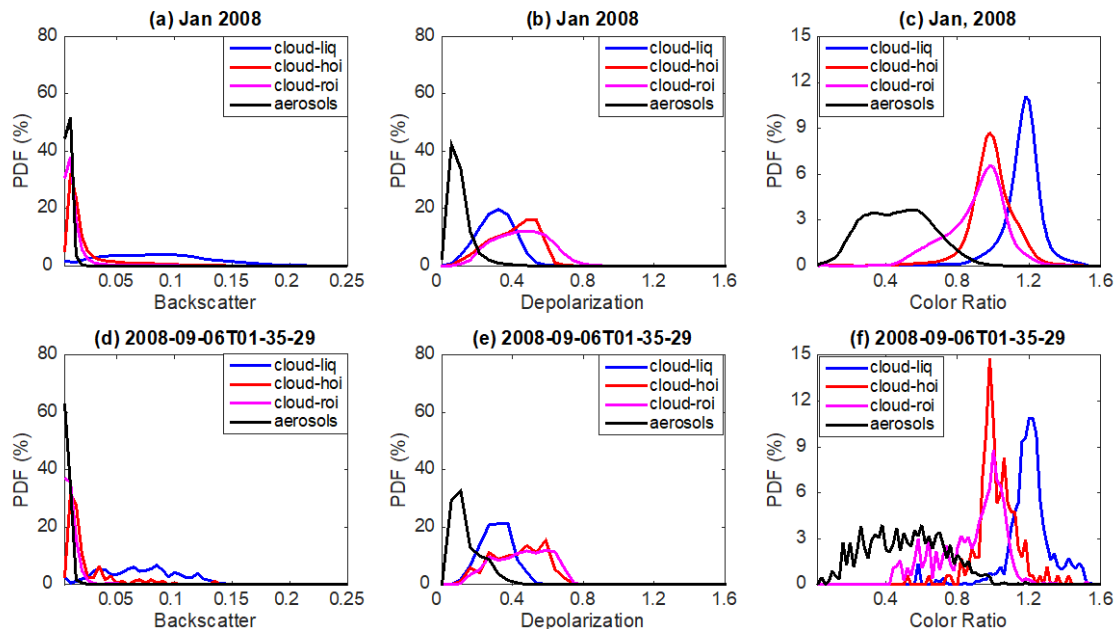 (a) Jan 2008
PDF (%)
80
60
40
20
0
0.05
0.1
0.15
0.25
Backscatter
cloud-liq
cloud-hoi
cloud-roi
aerosols
(b) Jan 2008
PDF (%)
80
60
40
20
0
0
0.4
0.8
1.2
1.6
Depolarization
cloud-liq
cloud-hoi
cloud-roi
aerosols
(c) Jan, 2008
PDF (%)
15
12
9
6
3
0
0.4
0.8
1.2
1.6
Color Ratio
cloud-liq
cloud-hoi
cloud-roi
aerosols
(d) 2008-09-06T01-35-29
PDF (%)
80
60
40
20
0
0.05
0.1
0.15
0.2
0.25
Backscatter
cloud-liq
cloud-hoi
cloud-roi
aerosols
(e) 2008-09-06T01-35-29
PDF (%)
80
60
40
20
0
0
0.4
0.8
1.2
1.6
Depolarization
cloud-liq
cloud-hoi
cloud-roi
aerosols
(f) 2008-09-06T01-35-29
PDF (%)
15
12
9
6
3
0
0.4
0.8
1.2
1.6
Color Ratio
cloud-liq
cloud-hoi
cloud-roi
aerosols